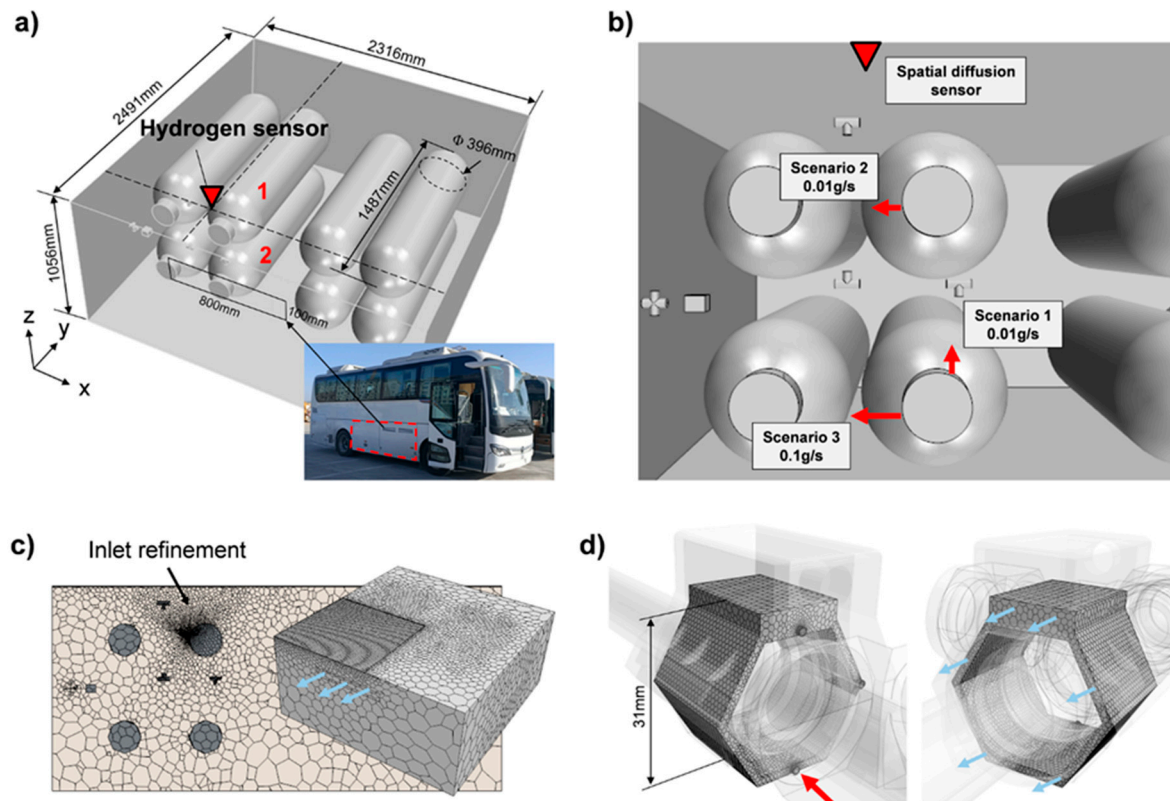 a)
2316mm
2491mm
Hydrogen sensor
Φ 396mm
1
1487mm
2
1056mm
800mm
100mm
z
y
x
b)
Spatial diffusion
sensor
Scenario 2
0.01g/s
Scenario 1
0.01g/s
Scenario 3
0.1g/s
c)
Inlet refinement
d)
31mm